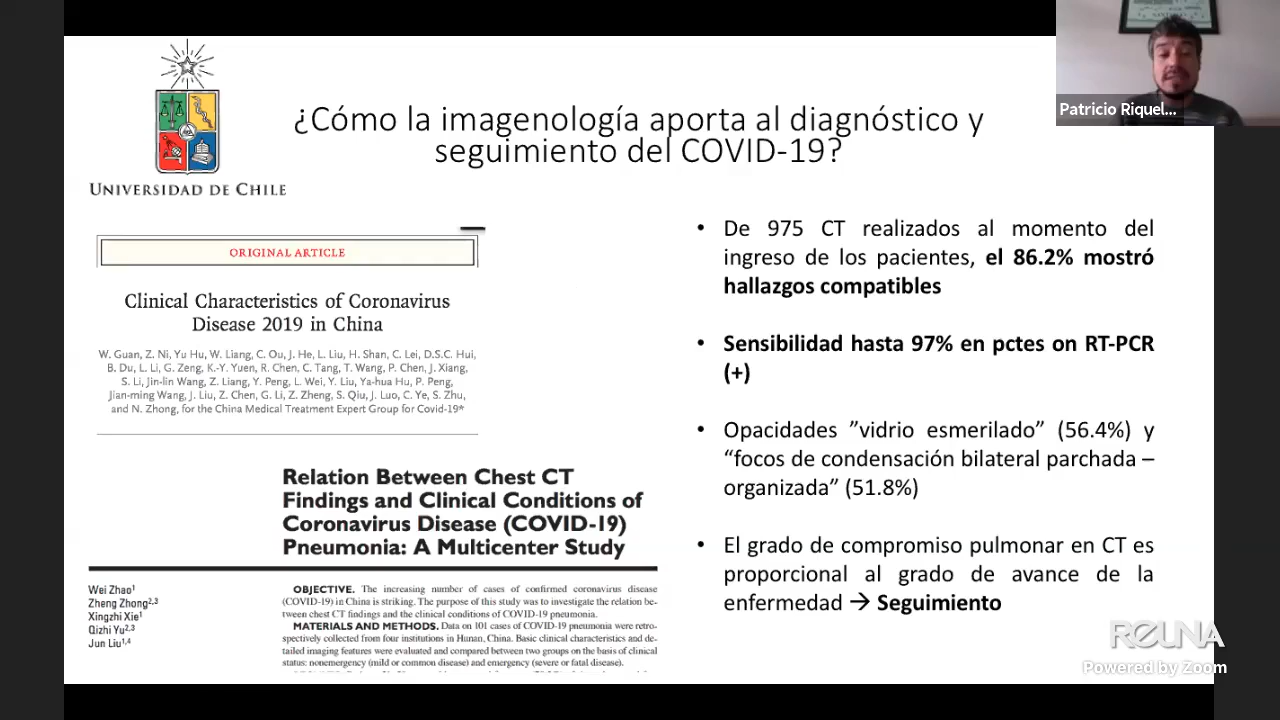 Patricio Riquel...
UNIVERSIDAD DE CHILE
¿Cómo la imagenología aporta al diagnóstico y
seguimiento del COVID-19?
ORIGINAL ARTICLE
Clinical Characteristics of Coronavirus
Disease 2019 in China
W. Guan, Z. Ni, Yu Hu, W. Liang, C. Ou, J. He, L. Liu, H. Shan, C. Lei, D.S.C. Hui,
B. Du, L. Li, G. Zeng, K.-Y. Yuen, R. Chen, C. Tang, T. Wang, P. Chen, J. Xiang,
S. Li, Jin-lin Wang, Z. Liang, Y. Peng, L. Wei, Y. Liu, Ya-hua Hu, P. Peng,
Jian-ming Wang, J. Liu, Z. Chen, G. Li, Z. Zheng, S. Qiu, J. Luo, C. Ye, S. Zhu,
and N. Zhong, for the China Medical Treatment Expert Group for Covid-19*
Relation Between Chest CT
Findings and Clinical Conditions of
Coronavirus Disease (COVID-19)
Pneumonia: A Multicenter Study
Wei Zhao1
Zheng Zhong2,3
Xingzhi Xie1
Qizhi Yu2,3
Jun Liu1,4
OBJECTIVE. The increasing number of cases of confirmed coronavirus disease
(COVID-19) in China is striking. The purpose of this study was to investigate the relation be-
tween chest CT findings and the clinical conditions of COVID-19 pneumonia.
MATERIALS AND METHODS. Data on 101 cases of COVID-19 pneumonia were retro-
spectively collected from four institutions in Hunan, China. Basic clinical characteristics and de-
tailed imaging features were evaluated and compared between two groups on the basis of clinical
status: nonemergency (mild or common disease) and emergency (severe or fatal disease).
• De 975 CT realizados al momento del
ingreso de los pacientes, el 86.2% mostró
hallazgos compatibles
• Sensibilidad hasta 97% en pctes on RT-PCR
(+)
• Opacidades ”vidrio esmerilado” (56.4%) y
“focos de condensación bilateral parchada –
organizada” (51.8%)
• El grado de compromiso pulmonar en CT es
proporcional al grado de avance de la
enfermedad → Seguimiento
REUNA
Powered by Zoom